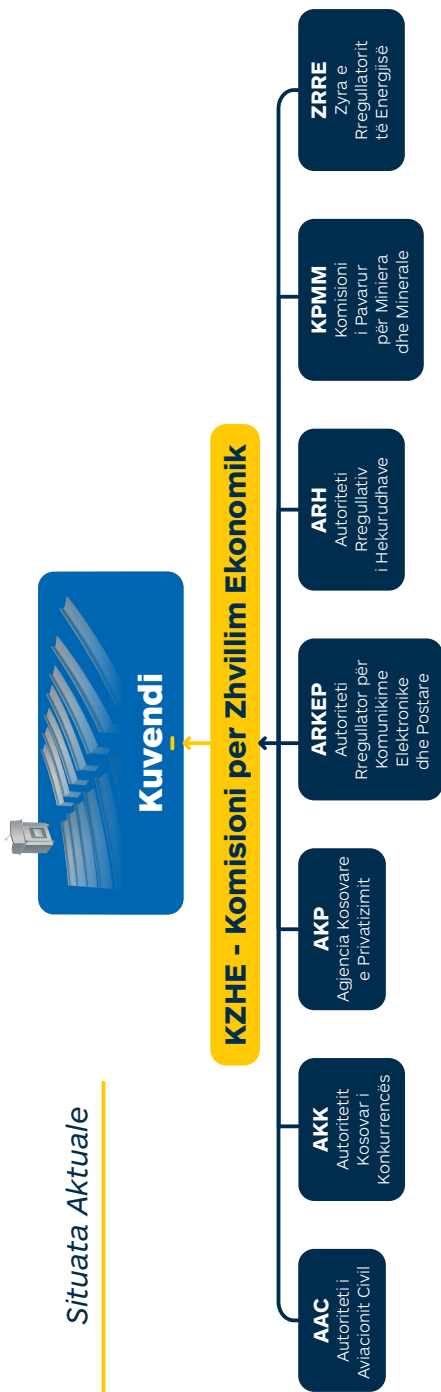 Situata Aktuale
Kuvendi
KZHE - Komisioni per Zhvillim Ekonomik
AAC
Autoriteti i
Aviacionit Civil
AKK
Autoritetit
Kosovar i
Konkurrencës
AKP
Agjencia Kosovare
e Privatizimit
ARKEP
Autoriteti
Rregullator për
Komunikime
Elektronike
dhe Postare
ARH
Autoriteti
Rregullativ
i Hekurudhave
KPMM
Komisioni
i Pavarur
për Miniera
dhe Minerale
ZRRE
Zyra e
Rregullatorit
të Energjisë